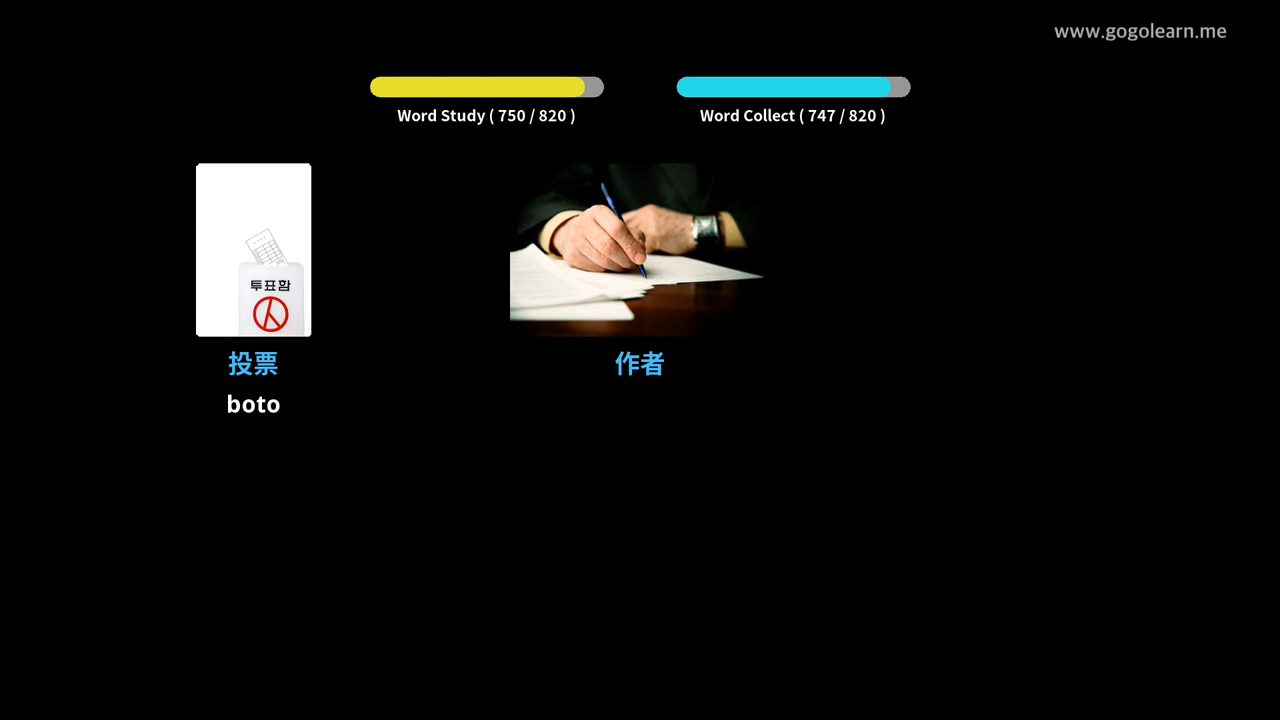 www.gogolearn.me
Word Study ( 750 / 820 )
Word Collect ( 747 / 820 )
투표함
投票
作者
boto